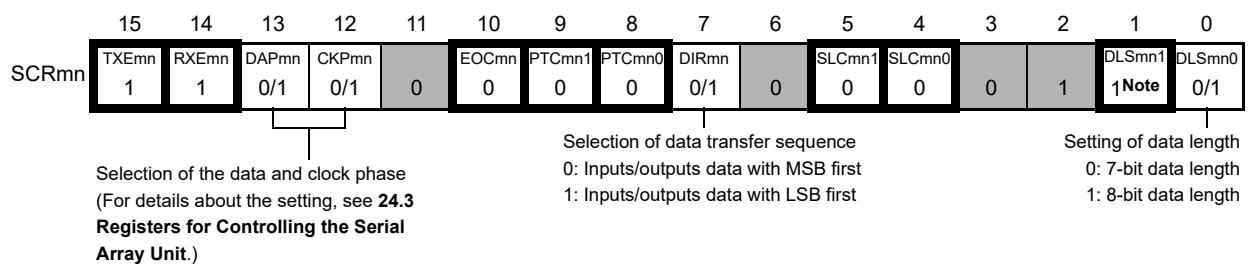 15 14 13 12 11 10 9 8 7 6 5 4 3 2 1 0
SCRmn TXEmn RXEmn DAPmn CKPmn EOCmn PTCmn1 PTCmn0 DIRmn SLCmn1 SLCmn0 DLSmn1 DLSmn0
1 1 0/1 0/1 0 0 0 0 0/1 0 0 0 0 1 1Note 0/1
Selection of the data and clock phase
(For details about the setting, see 24.3
Registers for Controlling the Serial
Array Unit.)
Selection of data transfer sequence
0: Inputs/outputs data with MSB first
1: Inputs/outputs data with LSB first
Setting of data length
0: 7-bit data length
1: 8-bit data length